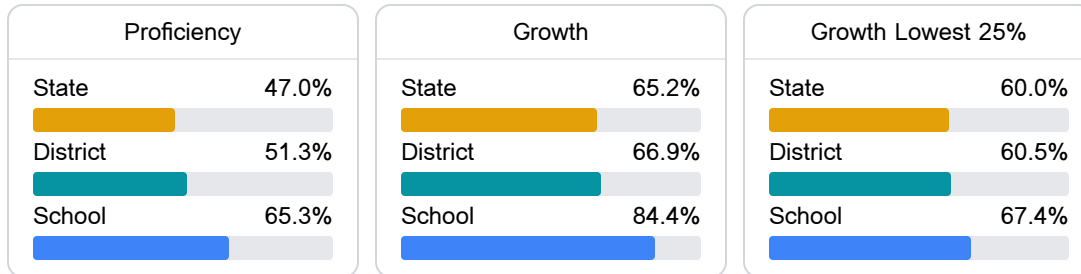 Proficiency
State 47.0%
District 51.3%
School 65.3%
Growth
State 65.2%
District 66.9%
School 84.4%
Growth Lowest 25%
State 60.0%
District 60.5%
School 67.4%